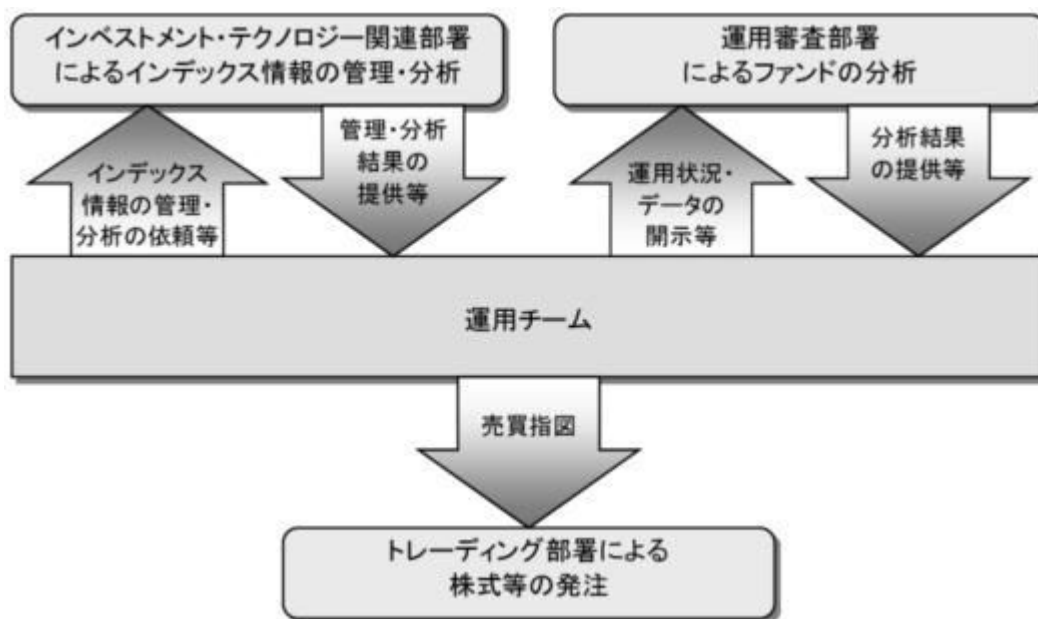 インベストメント・テクノロジー関連部署
によるインデックス情報の管理・分析
運用審査部署
によるファンドの分析
インデックス
情報の管理・
分析の依頼等
管理・分析
結果の
提供等
運用状況・
データの
開示等
分析結果
の提供等
運用チーム
売買指図
トレーディング部署による
株式等の発注